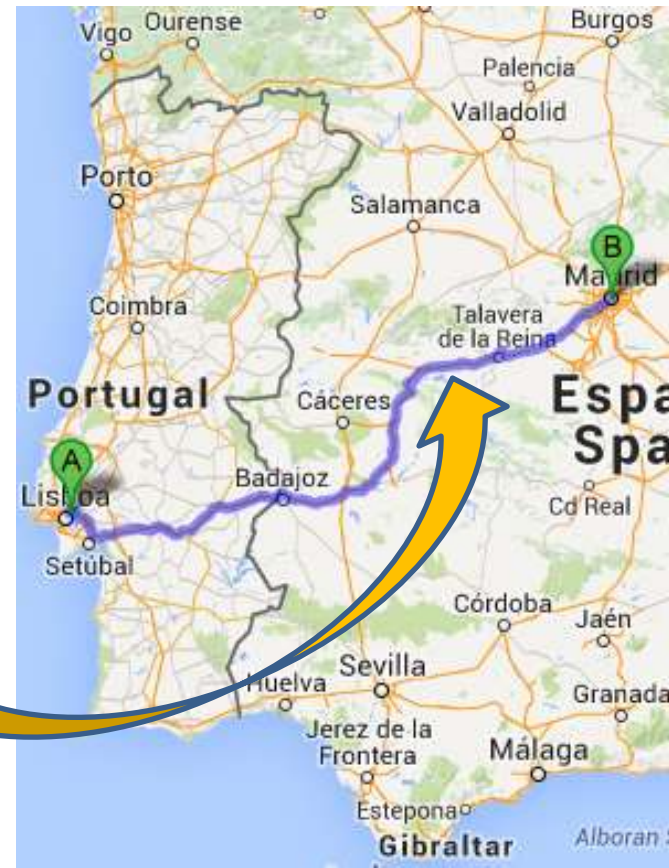 Vigo
Ourense
Burgos
Palencia
Valladolid
Porto
Salamanca
B
Madrid
Coimbra
Talavera
de la Reina
Portugal
Cáceres
Espa
Spa
A
Lisboa
Badajoz
Cd Real
Setúbal
Córdoba
Jaén
Huelva
Sevilla
Granada
Jerez de la
Frontera
Málaga
Estepona
Gibraltar
Alboran S